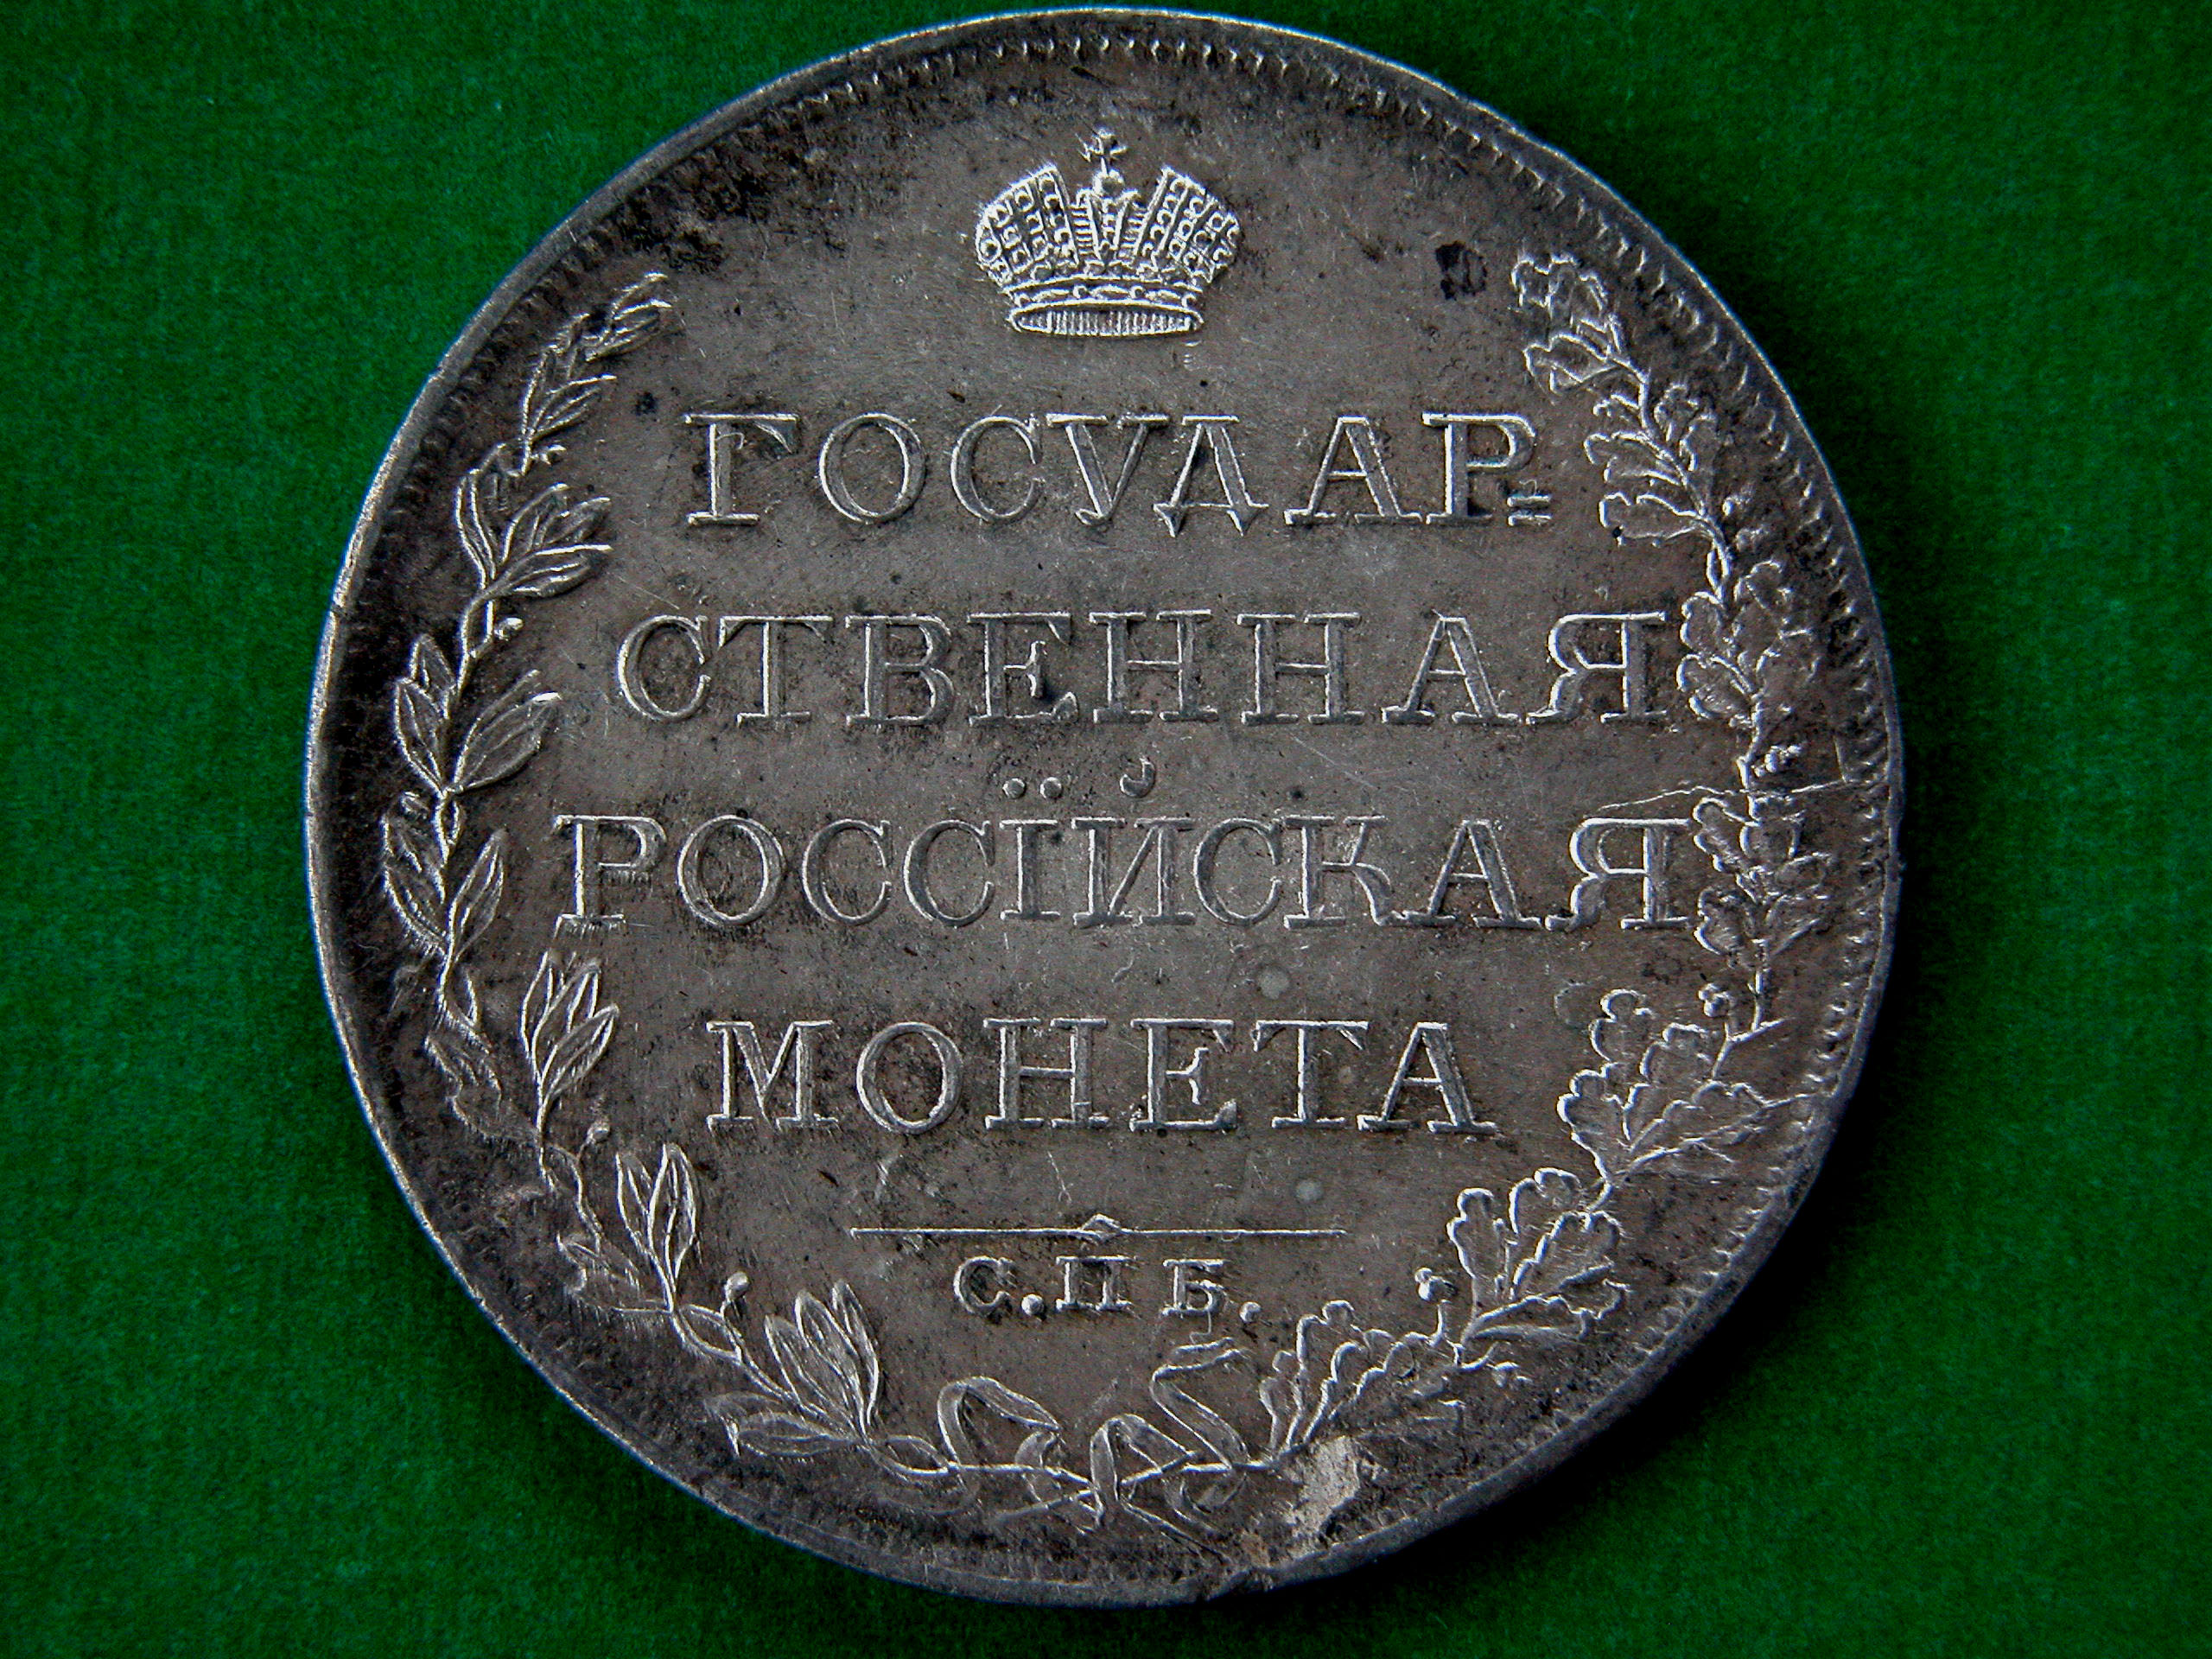 ГОСУДАР=
СТВЕННАЯ
РОССІЙСКАЯ
МОНЕТА
С.П Б.